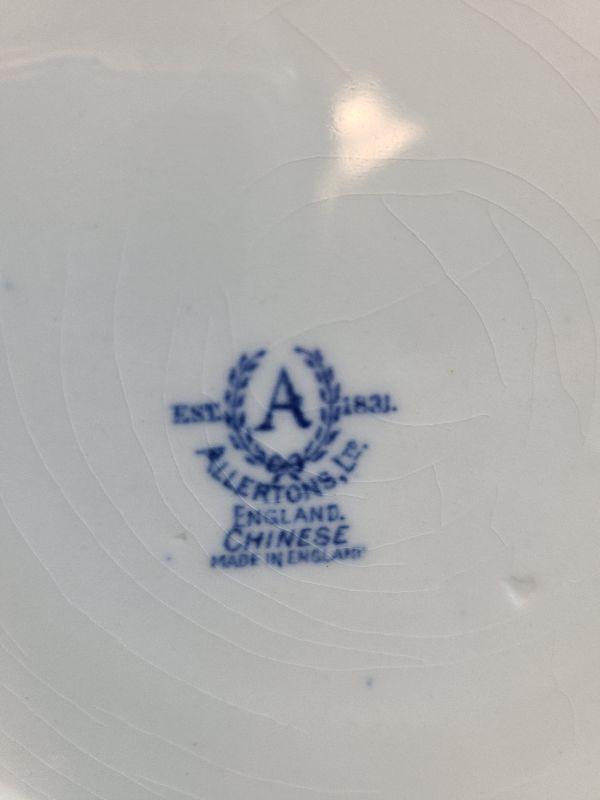 A
EST. 1831.
ALLERTONS, LTD.
ENGLAND.
CHINESE
MADE IN ENGLAND